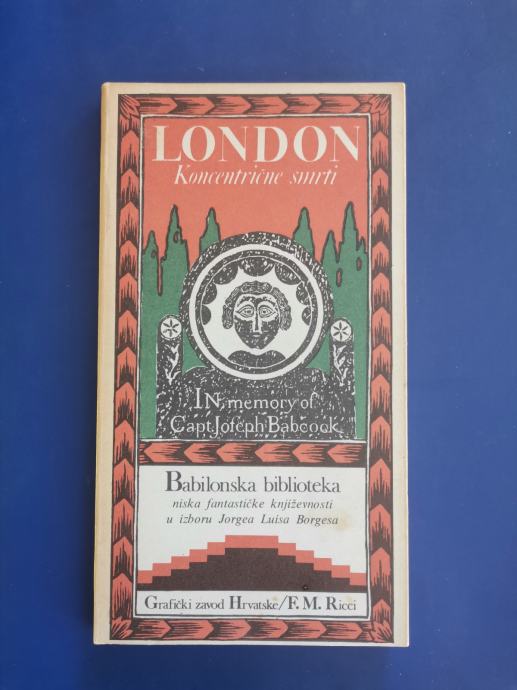 LONDON
Koncentrične smrti
IN memory of
Capt Joſeph Babcock
Babilonska biblioteka
niska fantastičke književnosti
u izboru Jorgea Luisa Borgesa
Grafički zavod Hrvatske/F. M. Ricci